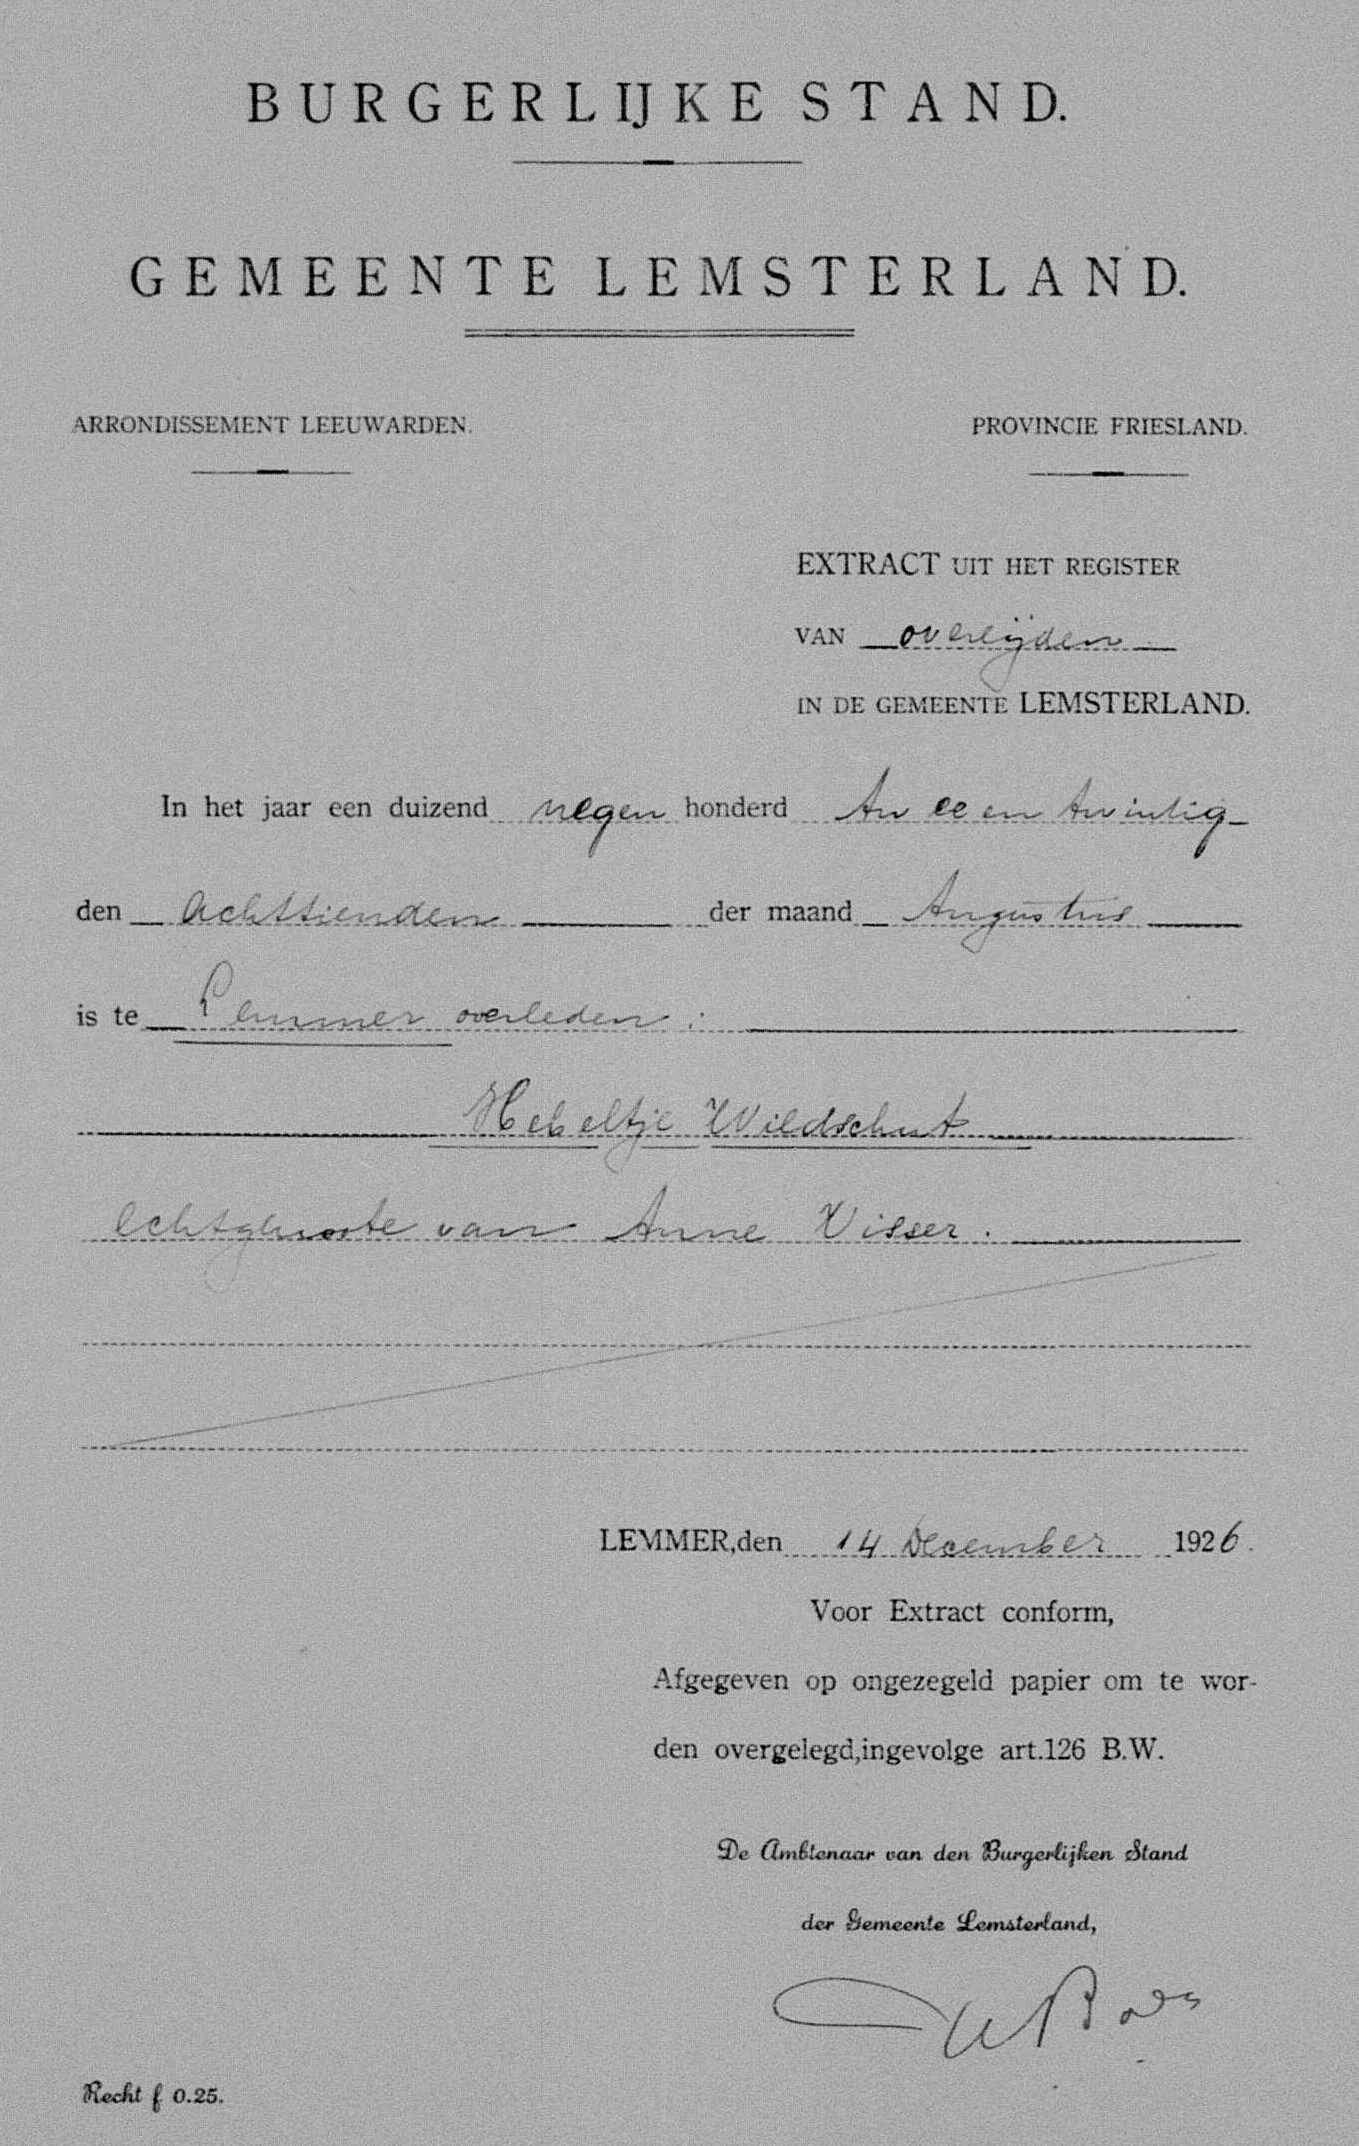 BURGERLIJKE STAND.
GEMEENTE LEMSTERLAND.
ARRONDISSEMENT LEEUWARDEN.
PROVINCIE FRIESLAND.
EXTRACT UIT HET REGISTER
VAN overlijden
IN DE GEMEENTE LEMSTERLAND.
In het jaar een duizend negen honderd twee en twintig
den achttienden der maand Augustus
is te Lemmer overleden :
Hebeltje Wildschut
echtgenoote van Anne Visser.
LEMMER, den 14 December 1926.
Voor Extract conform,
Afgegeven op ongezegeld papier om te wor-
den overgelegd, ingevolge art. 126 B.W.
De Ambtenaar van den Burgerlijken Stand
der Gemeente Lemsterland,
Recht f 0.25.